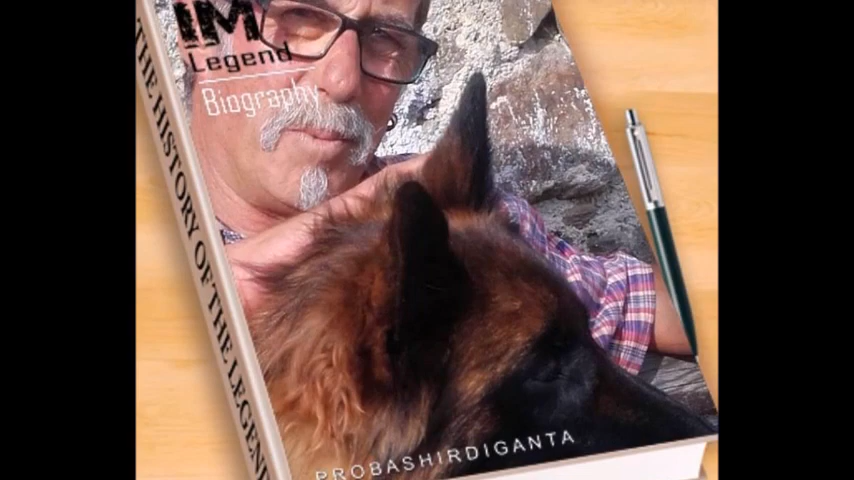 IM
Legend
Biography
THE HISTORY OF THE LEGEND
PROBASHIRDIGANTA